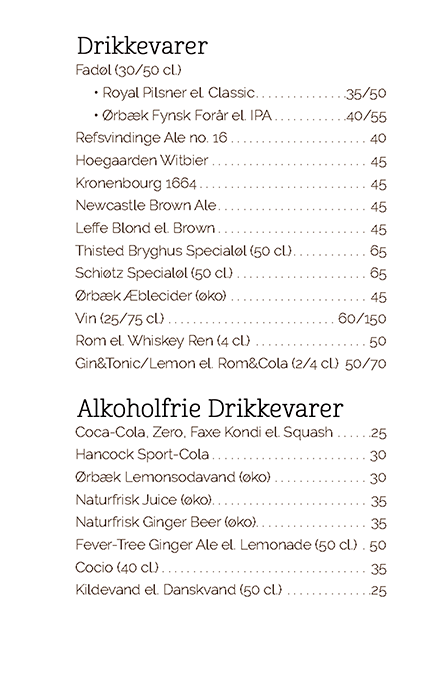 Drikkevarer
Fadøl (30/50 cl.)
• Royal Pilsner el. Classic. . . . . . . . . . . . . .35/50
• Ørbæk Fynsk Forår el. IPA . . . . . . . . . . .40/55
Refsvindinge Ale no. 16 . . . . . . . . . . . . . . . . . . . . . 40
Hoegaarden Witbier . . . . . . . . . . . . . . . . . . . . . . . . 45
Kronenbourg 1664 . . . . . . . . . . . . . . . . . . . . . . . . . . 45
Newcastle Brown Ale. . . . . . . . . . . . . . . . . . . . . . . 45
Leffe Blond el. Brown . . . . . . . . . . . . . . . . . . . . . . . 45
Thisted Bryghus Specialøl (50 cl.). . . . . . . . . . . . 65
Schiøtz Specialøl (50 cl.) . . . . . . . . . . . . . . . . . . . . 65
Ørbæk Æblecider (øko) . . . . . . . . . . . . . . . . . . . . . 45
Vin (25/75 cl.) . . . . . . . . . . . . . . . . . . . . . . . . . . 60/150
Rom el. Whiskey Ren (4 cl.) . . . . . . . . . . . . . . . . . . 50
Gin&Tonic/Lemon el. Rom&Cola (2/4 cl.) 50/70
Alkoholfrie Drikkevarer
Coca-Cola, Zero, Faxe Kondi el. Squash . . . . . .25
Hancock Sport-Cola . . . . . . . . . . . . . . . . . . . . . . . . 30
Ørbæk Lemonsodavand (øko) . . . . . . . . . . . . . . 30
Naturfrisk Juice (øko). . . . . . . . . . . . . . . . . . . . . . . . 35
Naturfrisk Ginger Beer (øko). . . . . . . . . . . . . . . . . 35
Fever-Tree Ginger Ale el. Lemonade (50 cl.) . 50
Cocio (40 cl.) . . . . . . . . . . . . . . . . . . . . . . . . . . . . . . . 35
Kildevand el. Danskvand (50 cl.) . . . . . . . . . . . . .25